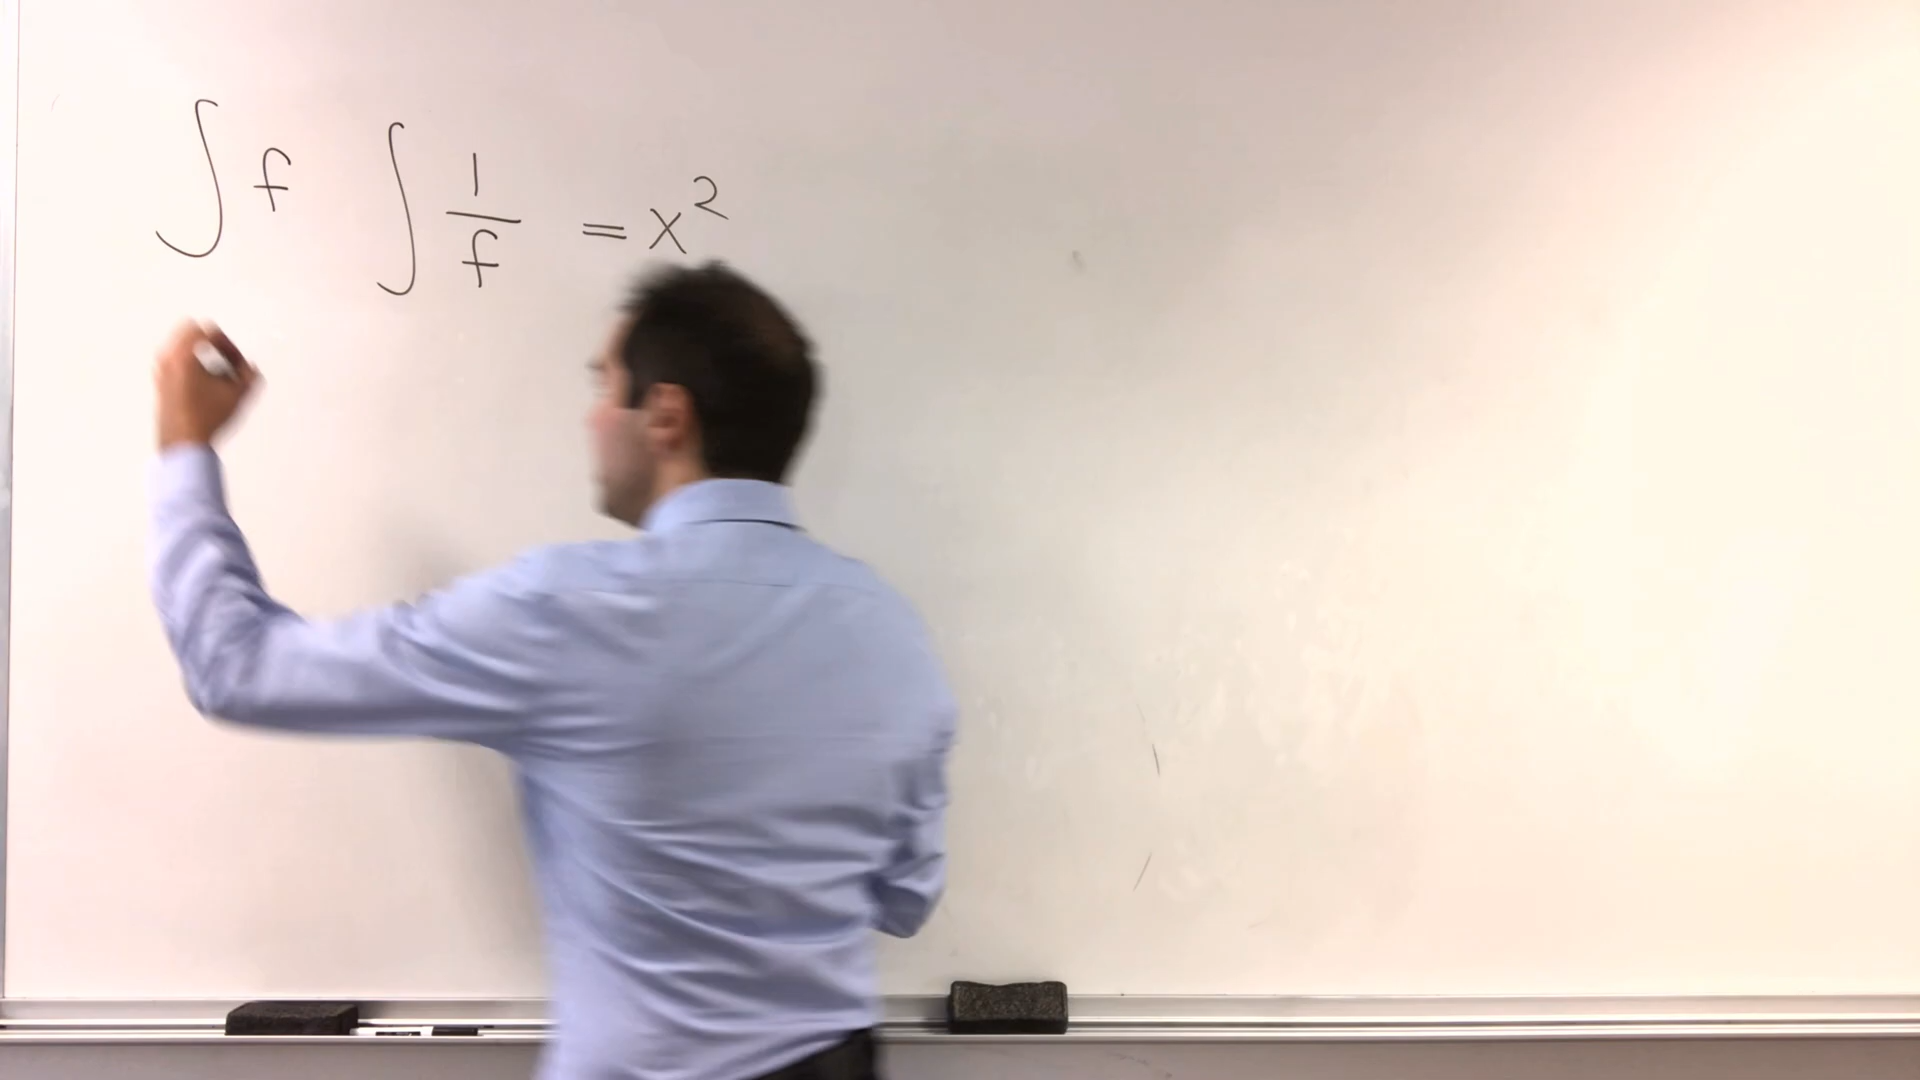 ∫ f ∫ 1/f = x²